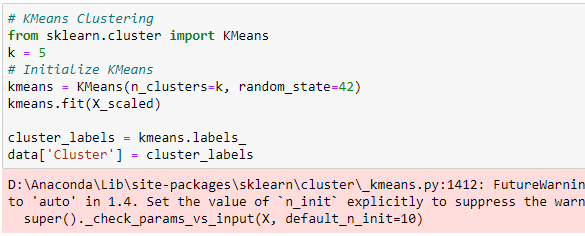 # KMeans Clustering
from sklearn.cluster import KMeans
k = 5
# Initialize KMeans
kmeans = KMeans(n_clusters=k, random_state=42)
kmeans.fit(X_scaled)
cluster_labels = kmeans.labels_
data['Cluster'] = cluster_labels
D:\Anaconda\Lib\site-packages\sklearn\cluster\_kmeans.py:1412: FutureWarnin
to 'auto' in 1.4. Set the value of `n_init` explicitly to suppress the warn
super()._check_params_vs_input(X, default_n_init=10)